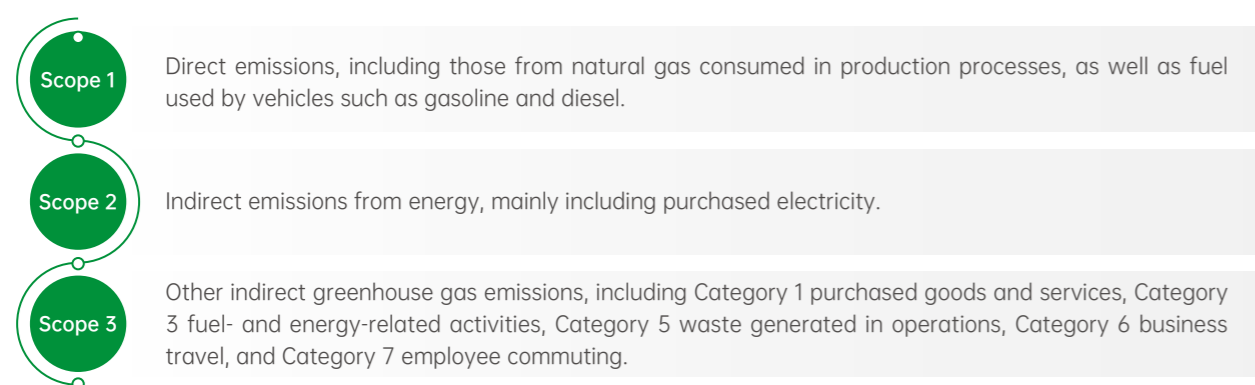 Scope 1
Direct emissions, including those from natural gas consumed in production processes, as well as fuel
used by vehicles such as gasoline and diesel.
Scope 2
Indirect emissions from energy, mainly including purchased electricity.
Scope 3
Other indirect greenhouse gas emissions, including Category 1 purchased goods and services, Category
3 fuel- and energy-related activities, Category 5 waste generated in operations, Category 6 business
travel, and Category 7 employee commuting.